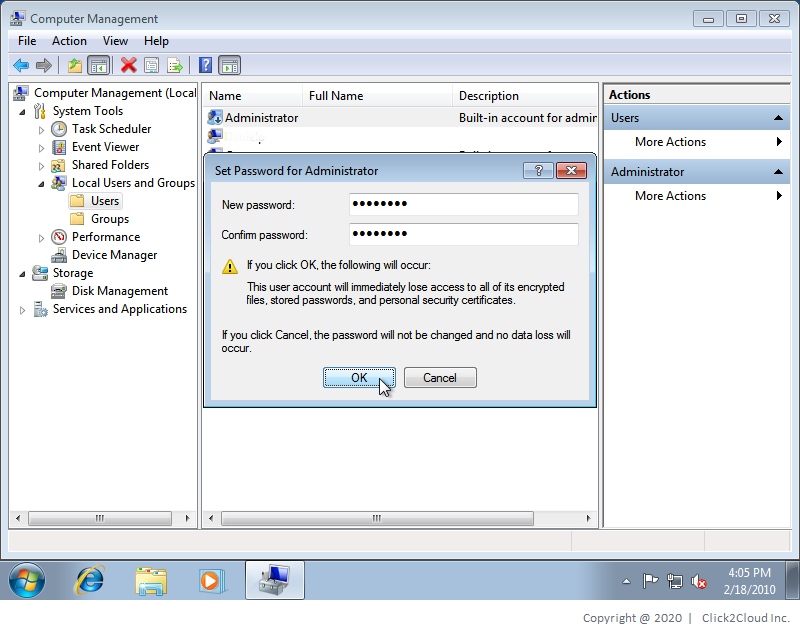 Computer Management
File Action View Help
Computer Management (Local
System Tools
Task Scheduler
Event Viewer
Shared Folders
Local Users and Groups
Users
Groups
Performance
Device Manager
Storage
Disk Management
Services and Applications
Name Full Name Description
Administrator Built-in account for admin
Set Password for Administrator
New password: ●●●●●●●●
Confirm password: ●●●●●●●●
If you click OK, the following will occur:
This user account will immediately lose access to all of its encrypted
files, stored passwords, and personal security certificates.
If you click Cancel, the password will not be changed and no data loss will
occur.
OK Cancel
Actions
Users
More Actions
Administrator
More Actions
4:05 PM
2/18/2010
Copyright @ 2020 | Click2Cloud Inc.